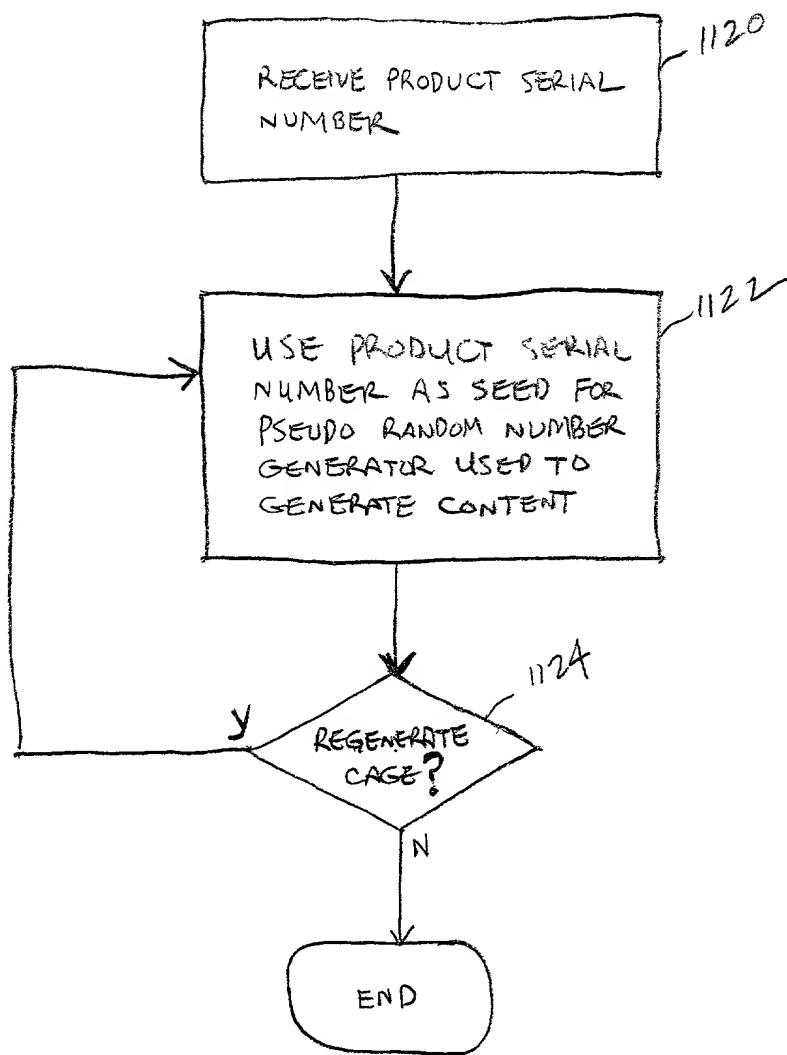 1120
RECEIVE PRODUCT SERIAL
NUMBER
1122
USE PRODUCT SERIAL
NUMBER AS SEED FOR
PSEUDO RANDOM NUMBER
GENERATOR USED TO
GENERATE CONTENT
1124
Y
REGENERATE
CAGE?
N
END